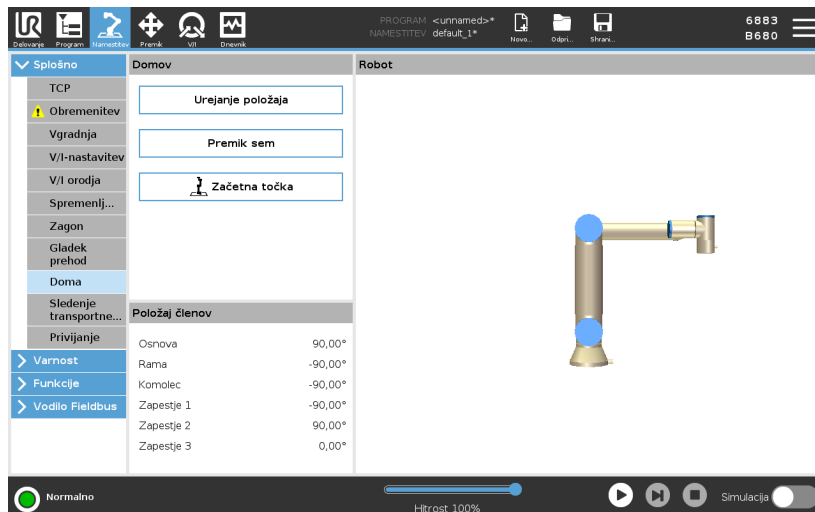 PROGRAM <unnamed>*
NAMESTITEV default_1*
6883
B680
Delovanje Program Namestitev Premik V/I Dnevnik
Novo... Odpri... Shrani...
Splošno
TCP
Obremenitev
Vgradnja
V/I-nastavitev
V/I orodja
Spremenlj...
Zagon
Gladek
prehod
Doma
Sledenje
transportne...
Privijanje
Varnost
Funkcije
Vodilo Fieldbus
Domov
Urejanje položaja
Premik sem
Začetna točka
Položaj členov
Osnova 90,00°
Rama -90,00°
Komolec -90,00°
Zapestje 1 -90,00°
Zapestje 2 90,00°
Zapestje 3 0,00°
Robot
Normalno
Hitrost 100%
Simulacija